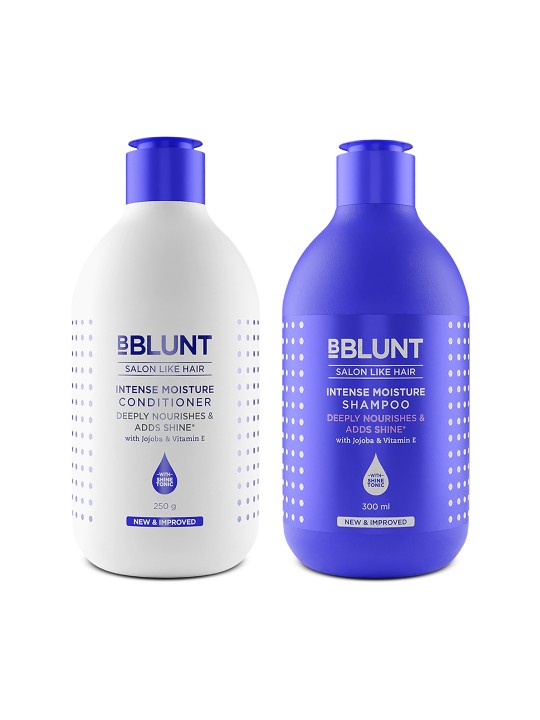 BBLUNT
SALON LIKE HAIR
INTENSE MOISTURE
CONDITIONER
DEEPLY NOURISHES &
ADDS SHINE*
with Jojoba & Vitamin E
WITH
SHINE
TONIC
250 g
NEW & IMPROVED
BBLUNT
SALON LIKE HAIR
INTENSE MOISTURE
SHAMPOO
DEEPLY NOURISHES &
ADDS SHINE*
with Jojoba & Vitamin E
WITH
SHINE
TONIC
300 ml
NEW & IMPROVED